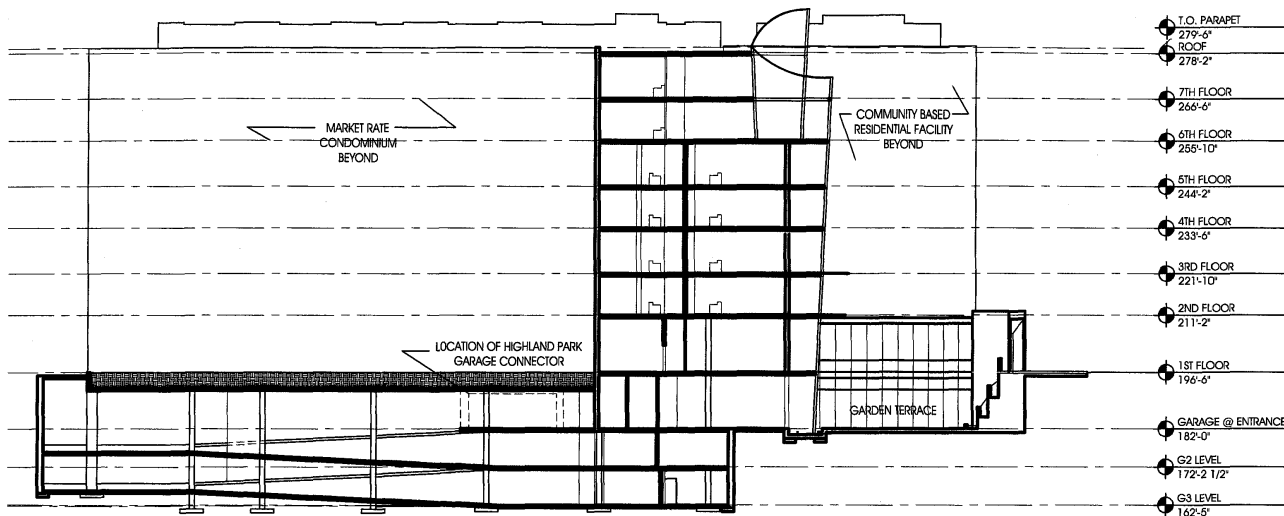 T.O. PARAPET
279'-6"
ROOF
278'-2"
7TH FLOOR
266'-6"
MARKET RATE
CONDOMINIUM
BEYOND
COMMUNITY BASED
RESIDENTIAL FACILITY
BEYOND
6TH FLOOR
255'-10"
5TH FLOOR
244'-2"
4TH FLOOR
233'-6"
3RD FLOOR
221'-10"
2ND FLOOR
211'-2"
LOCATION OF HIGHLAND PARK
GARAGE CONNECTOR
1ST FLOOR
196'-6"
GARDEN TERRACE
GARAGE @ ENTRANCE
182'-0"
G2 LEVEL
172'-2 1/2"
G3 LEVEL
162'-5"